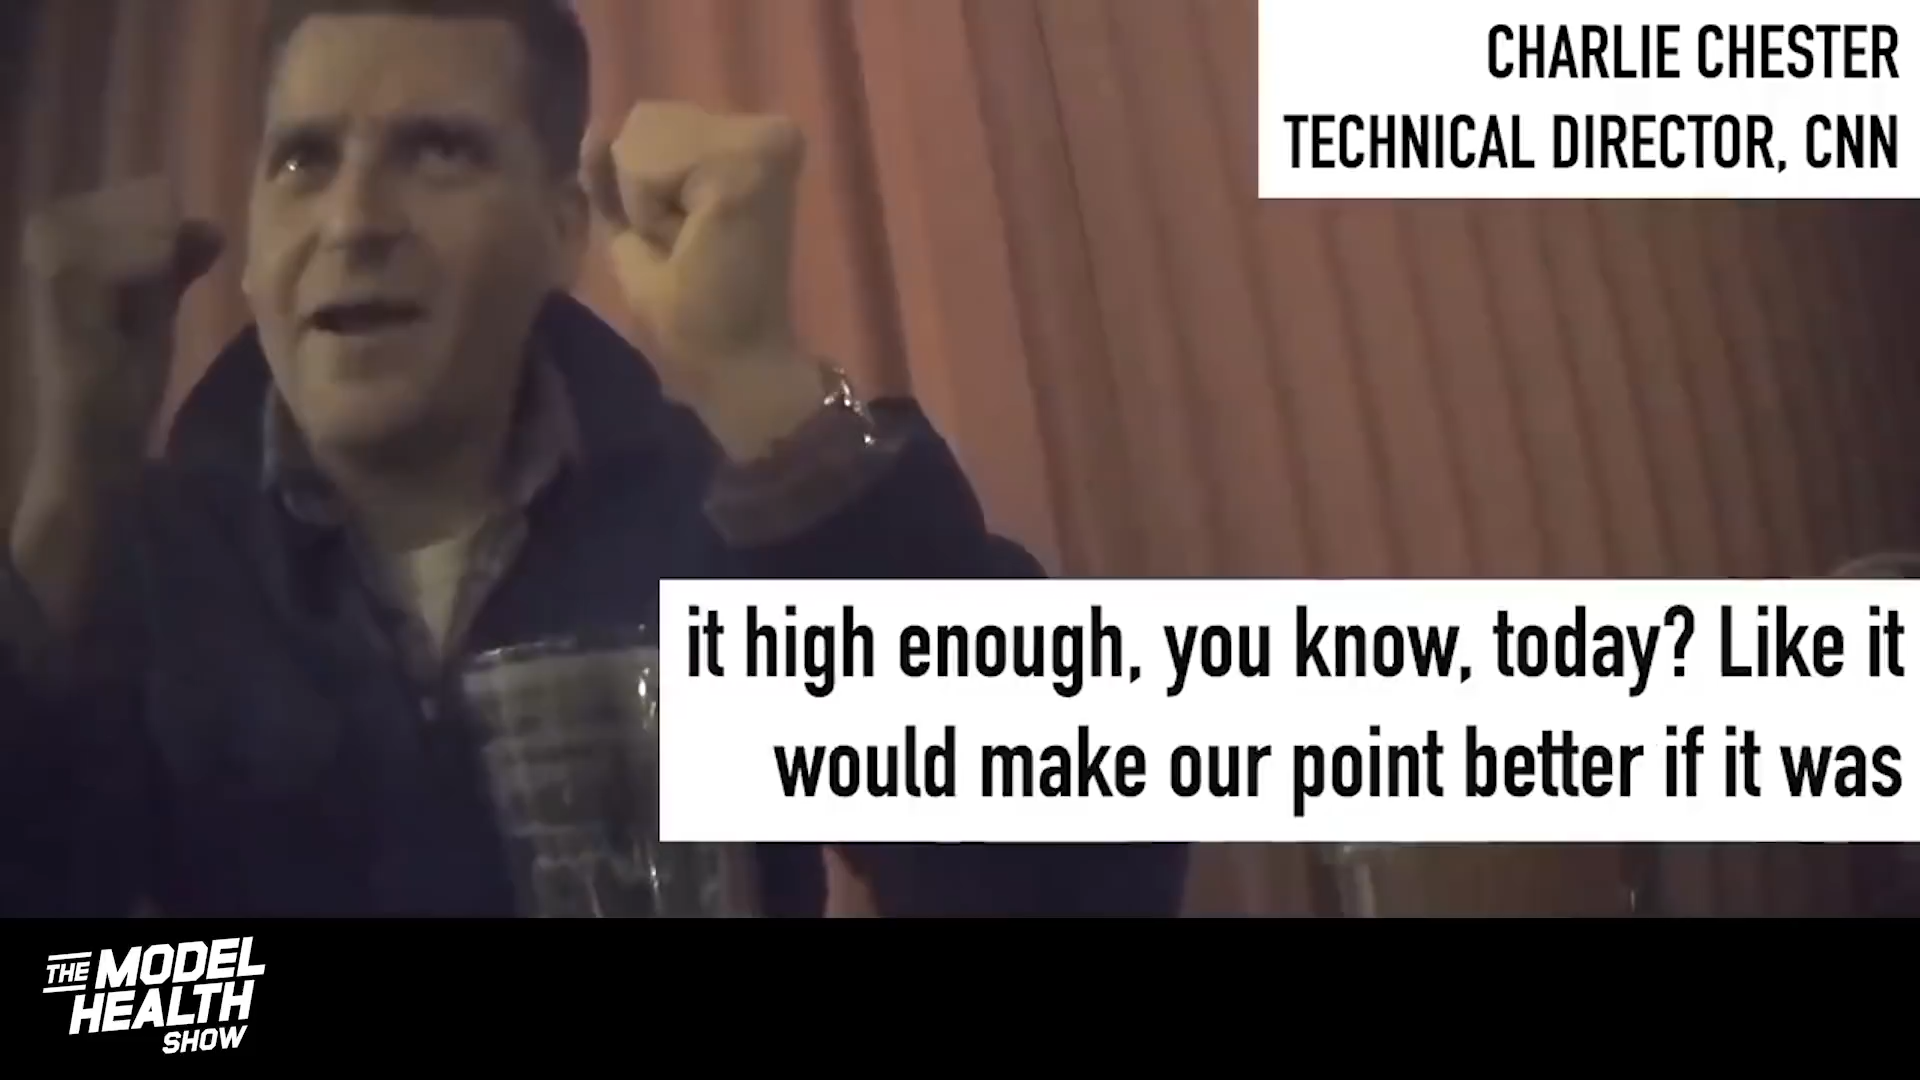 CHARLIE CHESTER
TECHNICAL DIRECTOR, CNN
it high enough, you know, today? Like it
would make our point better if it was
THE MODEL
HEALTH
SHOW